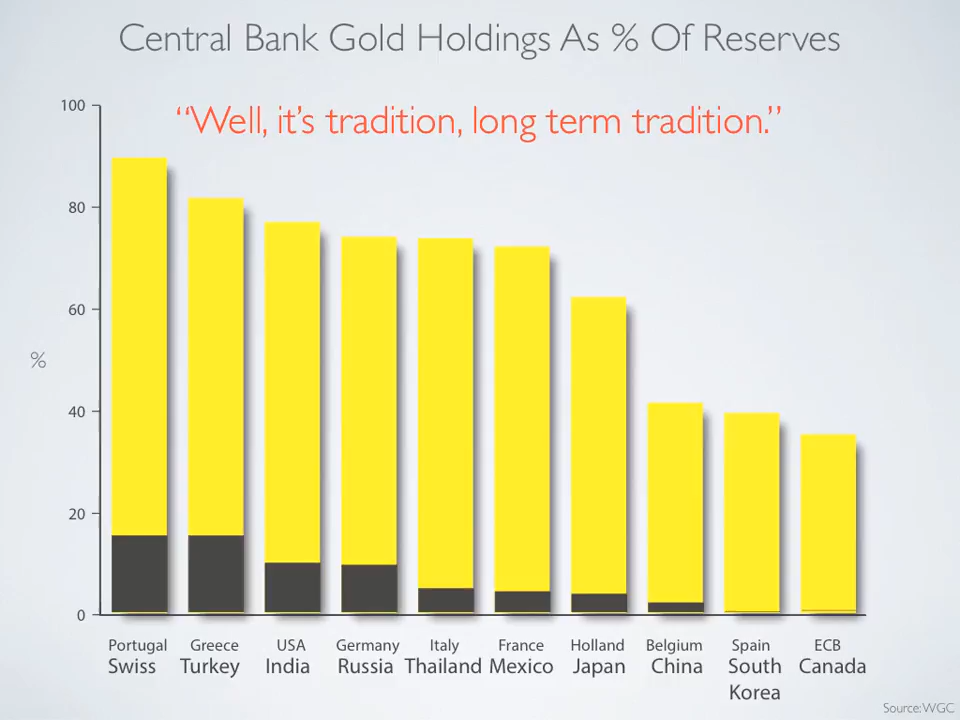 Central Bank Gold Holdings As % Of Reserves
“Well, it’s tradition, long term tradition.”
100
80
60
%
40
20
0
Portugal Greece USA Germany Italy France Holland Belgium Spain ECB
Swiss Turkey India Russia Thailand Mexico Japan China South Canada
Korea
Source: WGC